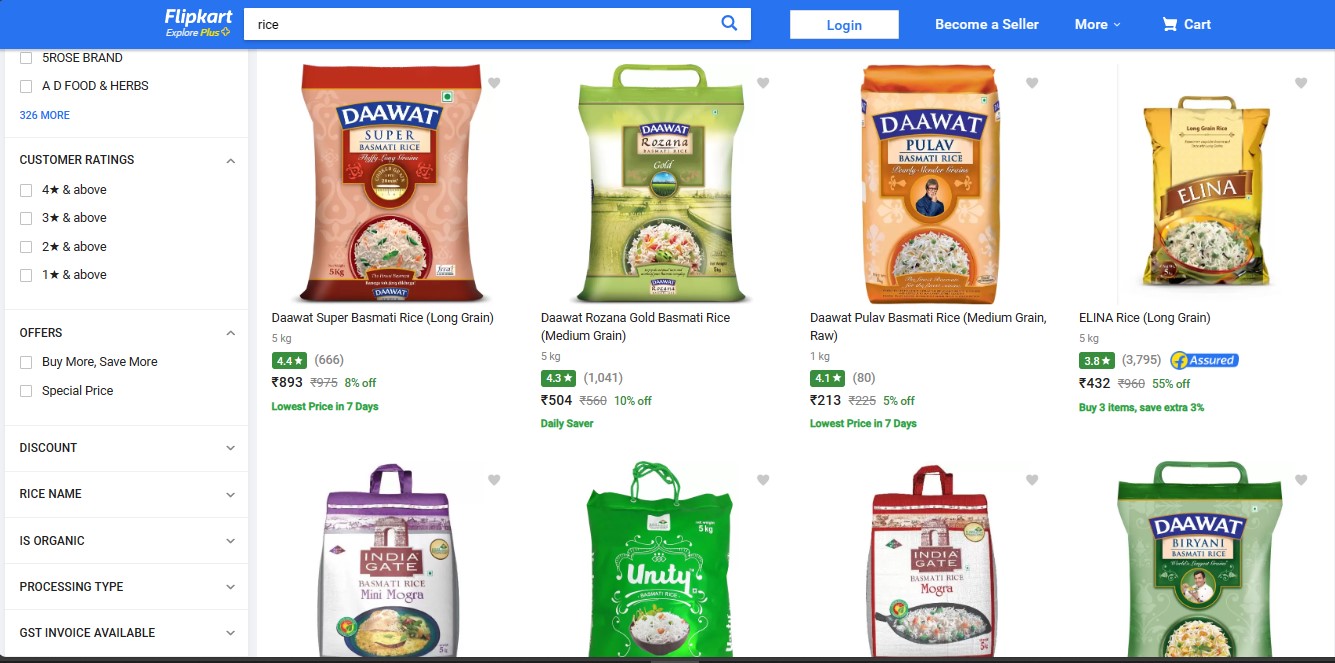 Flipkart
Explore Plus
rice
Login
Become a Seller
More
Cart
5ROSE BRAND
A D FOOD & HERBS
326 MORE
CUSTOMER RATINGS
4★ & above
3★ & above
2★ & above
1★ & above
OFFERS
Buy More, Save More
Special Price
DISCOUNT
RICE NAME
IS ORGANIC
PROCESSING TYPE
GST INVOICE AVAILABLE
DAAWAT
SUPER
BASMATI RICE
Fluffy Long Grains
5Kg
DAAWAT
Daawat Super Basmati Rice (Long Grain)
5 kg
4.4★ (666)
₹893 ₹975 8% off
Lowest Price in 7 Days
DAAWAT
Rozana
BASMATI RICE
Gold
DAAWAT
Rozana
Daawat Rozana Gold Basmati Rice
(Medium Grain)
5 kg
4.3★ (1,041)
₹504 ₹560 10% off
Daily Saver
DAAWAT
PULAV
BASMATI RICE
Pearly Slender Grains
Daawat Pulav Basmati Rice (Medium Grain,
Raw)
1 kg
4.1★ (80)
₹213 ₹225 5% off
Lowest Price in 7 Days
Long Grain Rice
ELINA
ELINA Rice (Long Grain)
5 kg
3.8★ (3,795) Assured
₹432 ₹960 55% off
Buy 3 items, save extra 3%
INDIA
GATE
BASMATI RICE
Mini Mogra
5kg
Unity
BASMATI RICE
INDIA
GATE
BASMATI RICE
Mogra
DAAWAT
BIRYANI
BASMATI RICE
World's Longest Grains